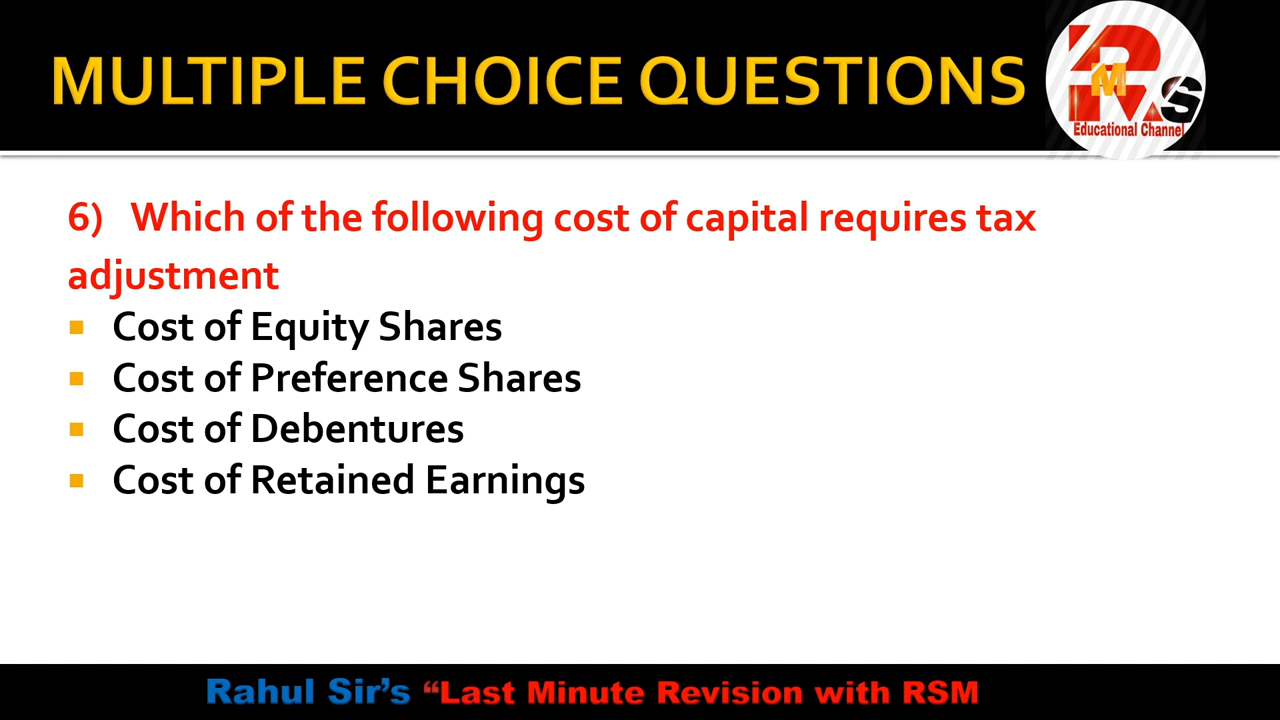 MULTIPLE CHOICE QUESTIONS
RMS
Educational Channel
6) Which of the following cost of capital requires tax
adjustment
Cost of Equity Shares
Cost of Preference Shares
Cost of Debentures
Cost of Retained Earnings
Rahul Sir’s “Last Minute Revision with RSM